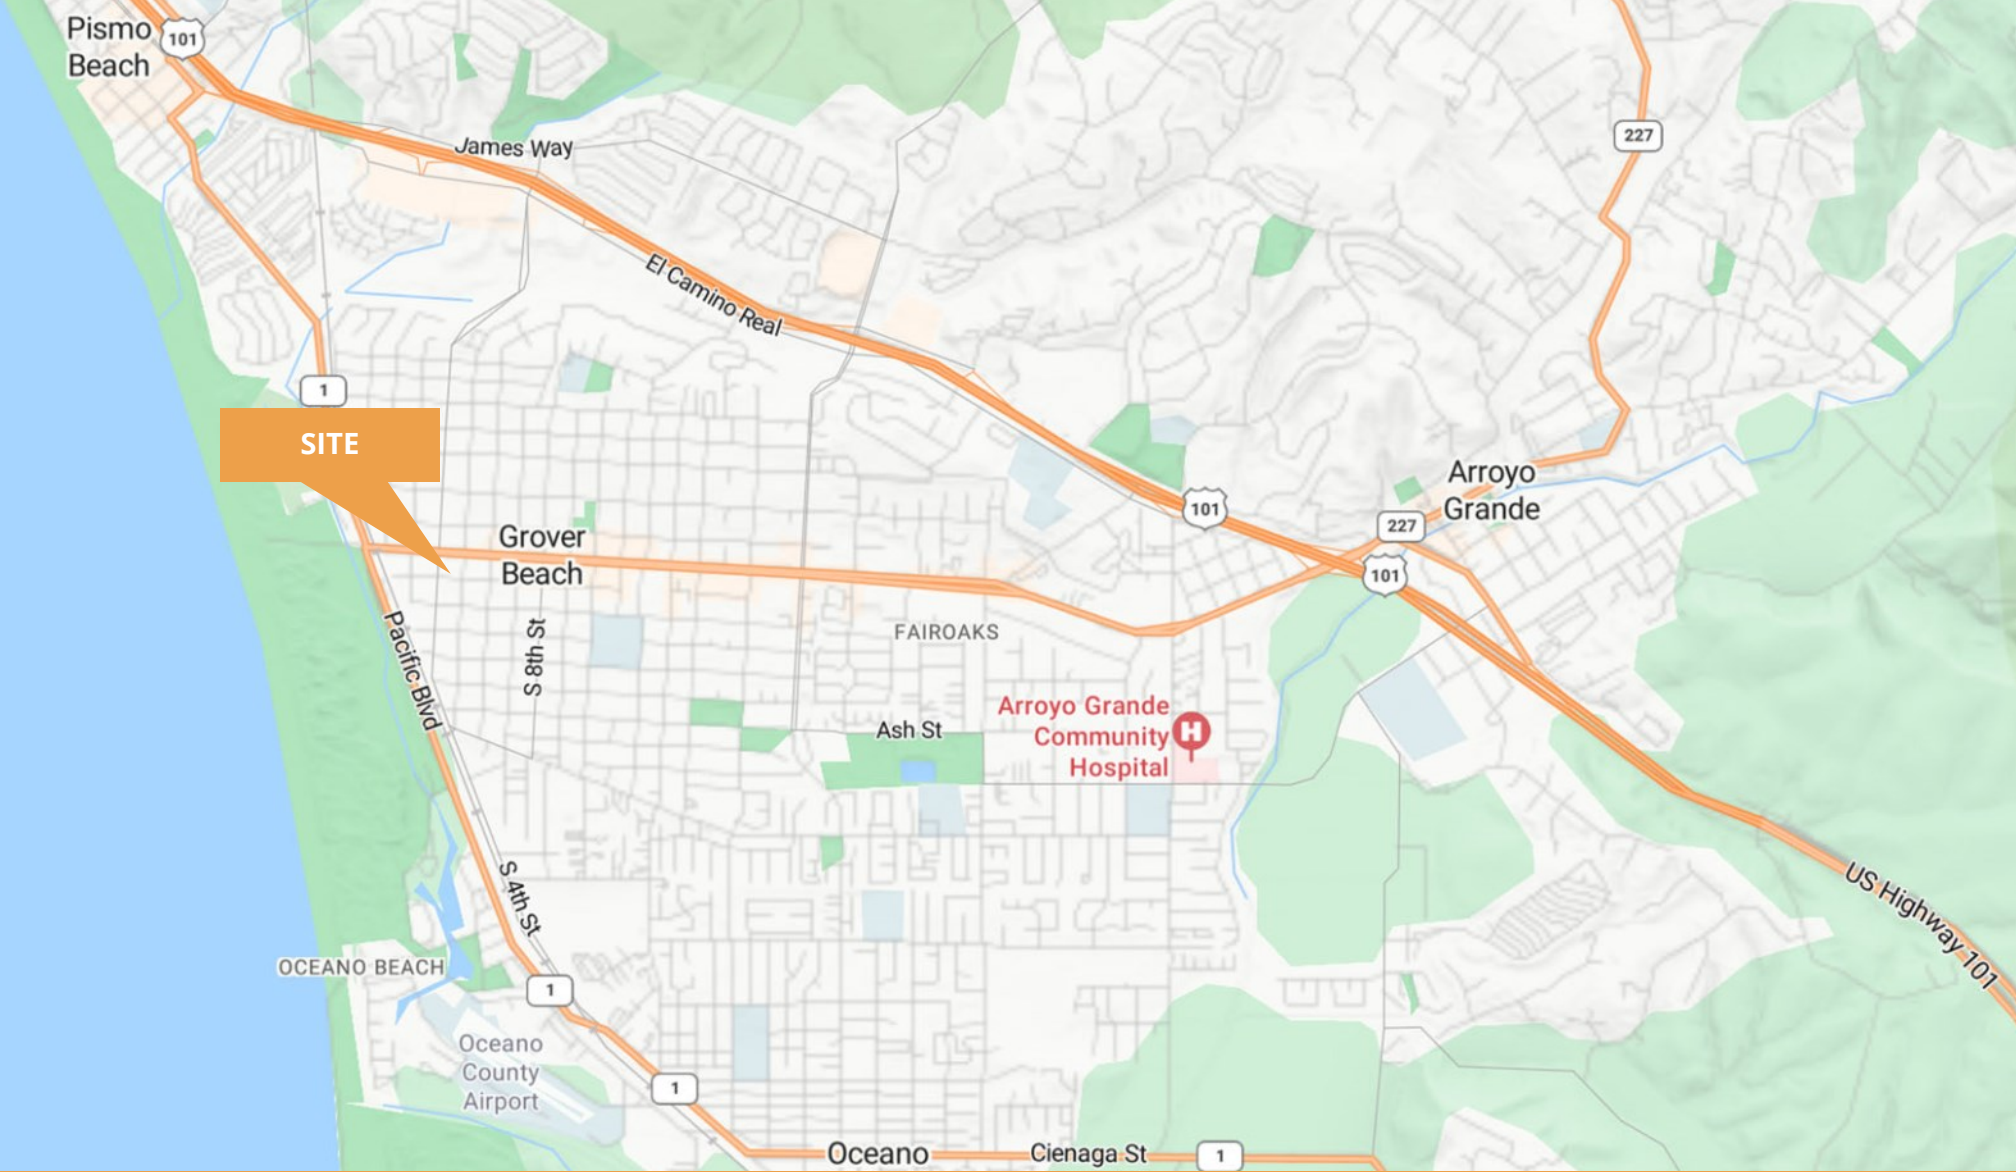 Pismo
Beach
101
227
James Way
El Camino Real
1
SITE
Arroyo
Grande
101
227
Grover
Beach
101
Pacific Blvd
S 8th St
FAIROAKS
Arroyo Grande
Community
Hospital
H
Ash St
S 4th St
US Highway 101
OCEANO BEACH
1
Oceano
County
Airport
1
Oceano
Cienaga St
1